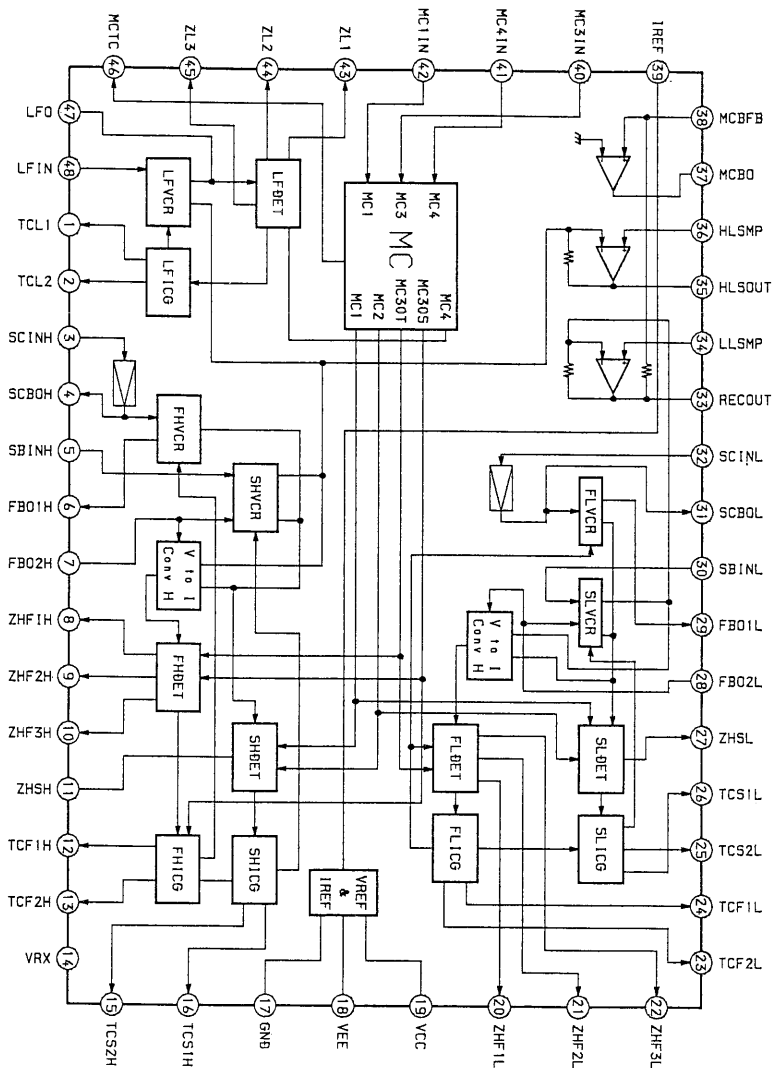 MCTC 46
ZL3 45
ZL2 44
ZL1 43
MC1IN 42
MC4IN 41
MC3IN 40
IREF 39
LFO 47
LFIN 48
TCL1 1
TCL2 2
SCINH 3
SCBOH 4
SBINH 5
FBO1H 6
FBO2H 7
ZHF1H 8
ZHF2H 9
ZHF3H 10
ZHSH 11
TCF1H 12
TCF2H 13
VRX 14
38 MCBFB
37 MCBO
36 HLSMP
35 HLSOUT
34 LLSMP
33 RECOUT
32 SCINL
31 SCBOL
30 SBINL
29 FBO1L
28 FBO2L
27 ZHSL
26 TCS1L
25 TCS2L
24 TCF1L
23 TCF2L
LFVCR
LFDET
LFICG
MC1
MC3
MC4
MC
MC1
MC2
MC3OT
MC3OS
MC4
FHVCR
SHVCR
V to I
Conv H
FHDET
SHDET
FHICG
SHICG
VREF
&
IREF
FLVCR
SLVCR
V to I
Conv H
FLDET
SLDET
FLICG
SLICG
15 TCS2H
16 TCS1H
17 GND
18 VEE
19 VCC
20 ZHF1L
21 ZHF2L
22 ZHF3L